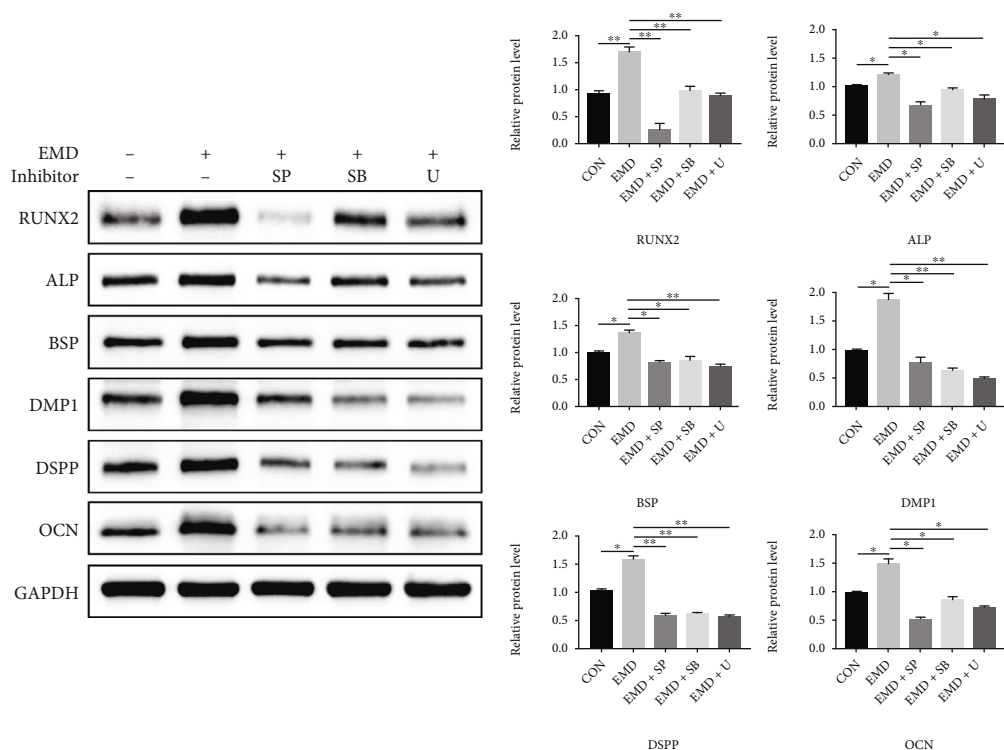 EMD – + + + +
Inhibitor – – SP SB U
RUNX2
ALP
BSP
DMP1
DSPP
OCN
GAPDH
Relative protein level
2.0
1.5
1.0
0.5
0.0
** ** ** **
CON
EMD
EMD + SP
EMD + SB
EMD + U
RUNX2
Relative protein level
2.0
1.5
1.0
0.5
0.0
* * * *
CON
EMD
EMD + SP
EMD + SB
EMD + U
ALP
Relative protein level
2.0
1.5
1.0
0.5
0.0
* * * **
CON
EMD
EMD + SP
EMD + SB
EMD + U
BSP
Relative protein level
2.0
1.5
1.0
0.5
0.0
* * ** **
CON
EMD
EMD + SP
EMD + SB
EMD + U
DMP1
Relative protein level
2.0
1.5
1.0
0.5
0.0
* ** ** **
CON
EMD
EMD + SP
EMD + SB
EMD + U
DSPP
Relative protein level
2.0
1.5
1.0
0.5
0.0
* * * *
CON
EMD
EMD + SP
EMD + SB
EMD + U
OCN